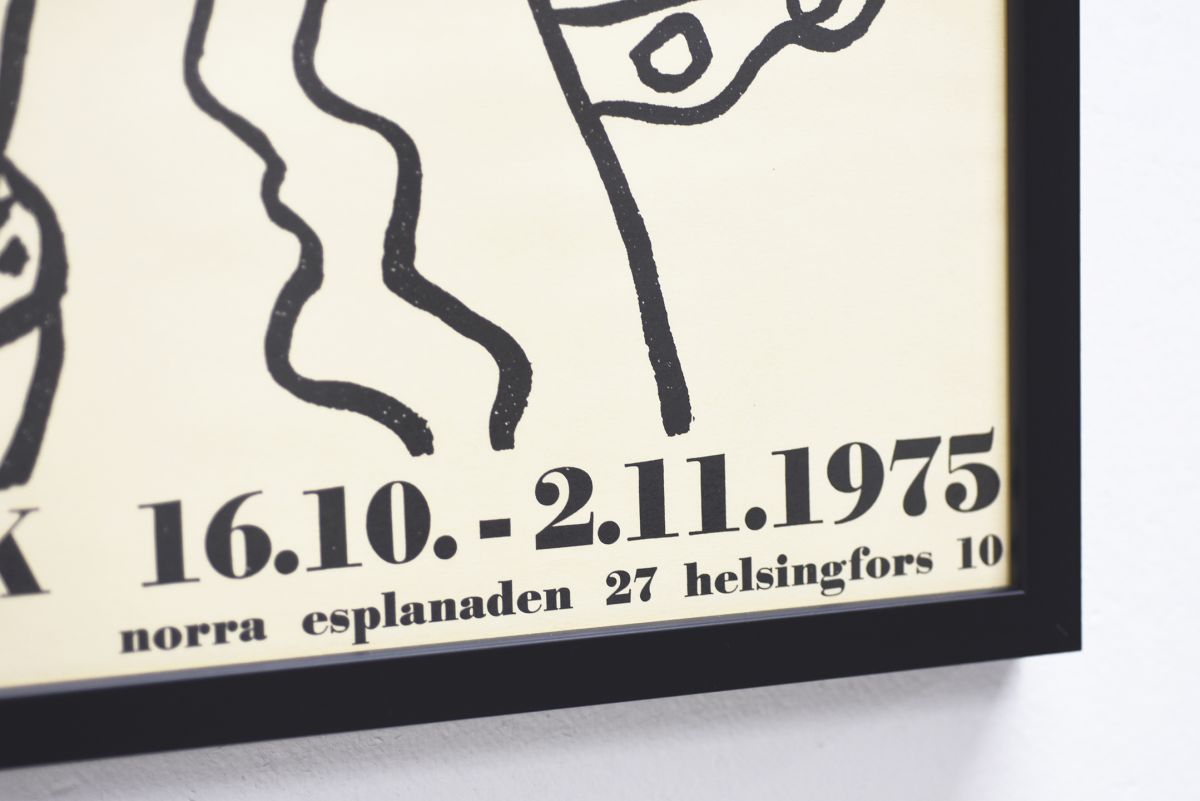 K 16.10.-2.11.1975
norra esplanaden 27 helsingfors 10